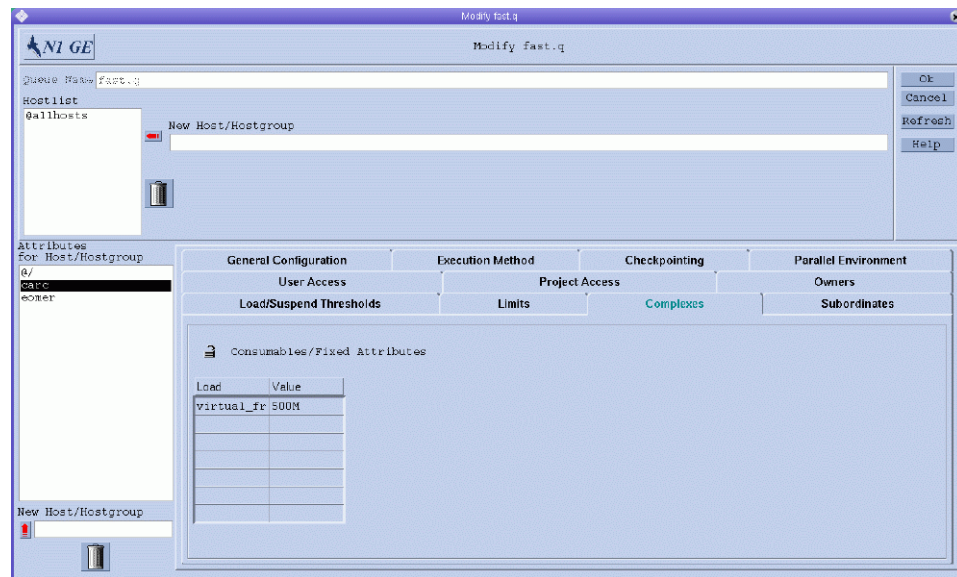 Modify fast.q
N1 GE
Modify fast.q
Queue Name fast.q
Ok
Cancel
Refresh
Help
Hostlist
@allhosts
New Host/Hostgroup
Attributes
for Host/Hostgroup
@/
carc
eomer
General Configuration Execution Method Checkpointing Parallel Environment
User Access Project Access Owners
Load/Suspend Thresholds Limits Complexes Subordinates
Consumables/Fixed Attributes
Load Value
virtual_fr 500M
New Host/Hostgroup